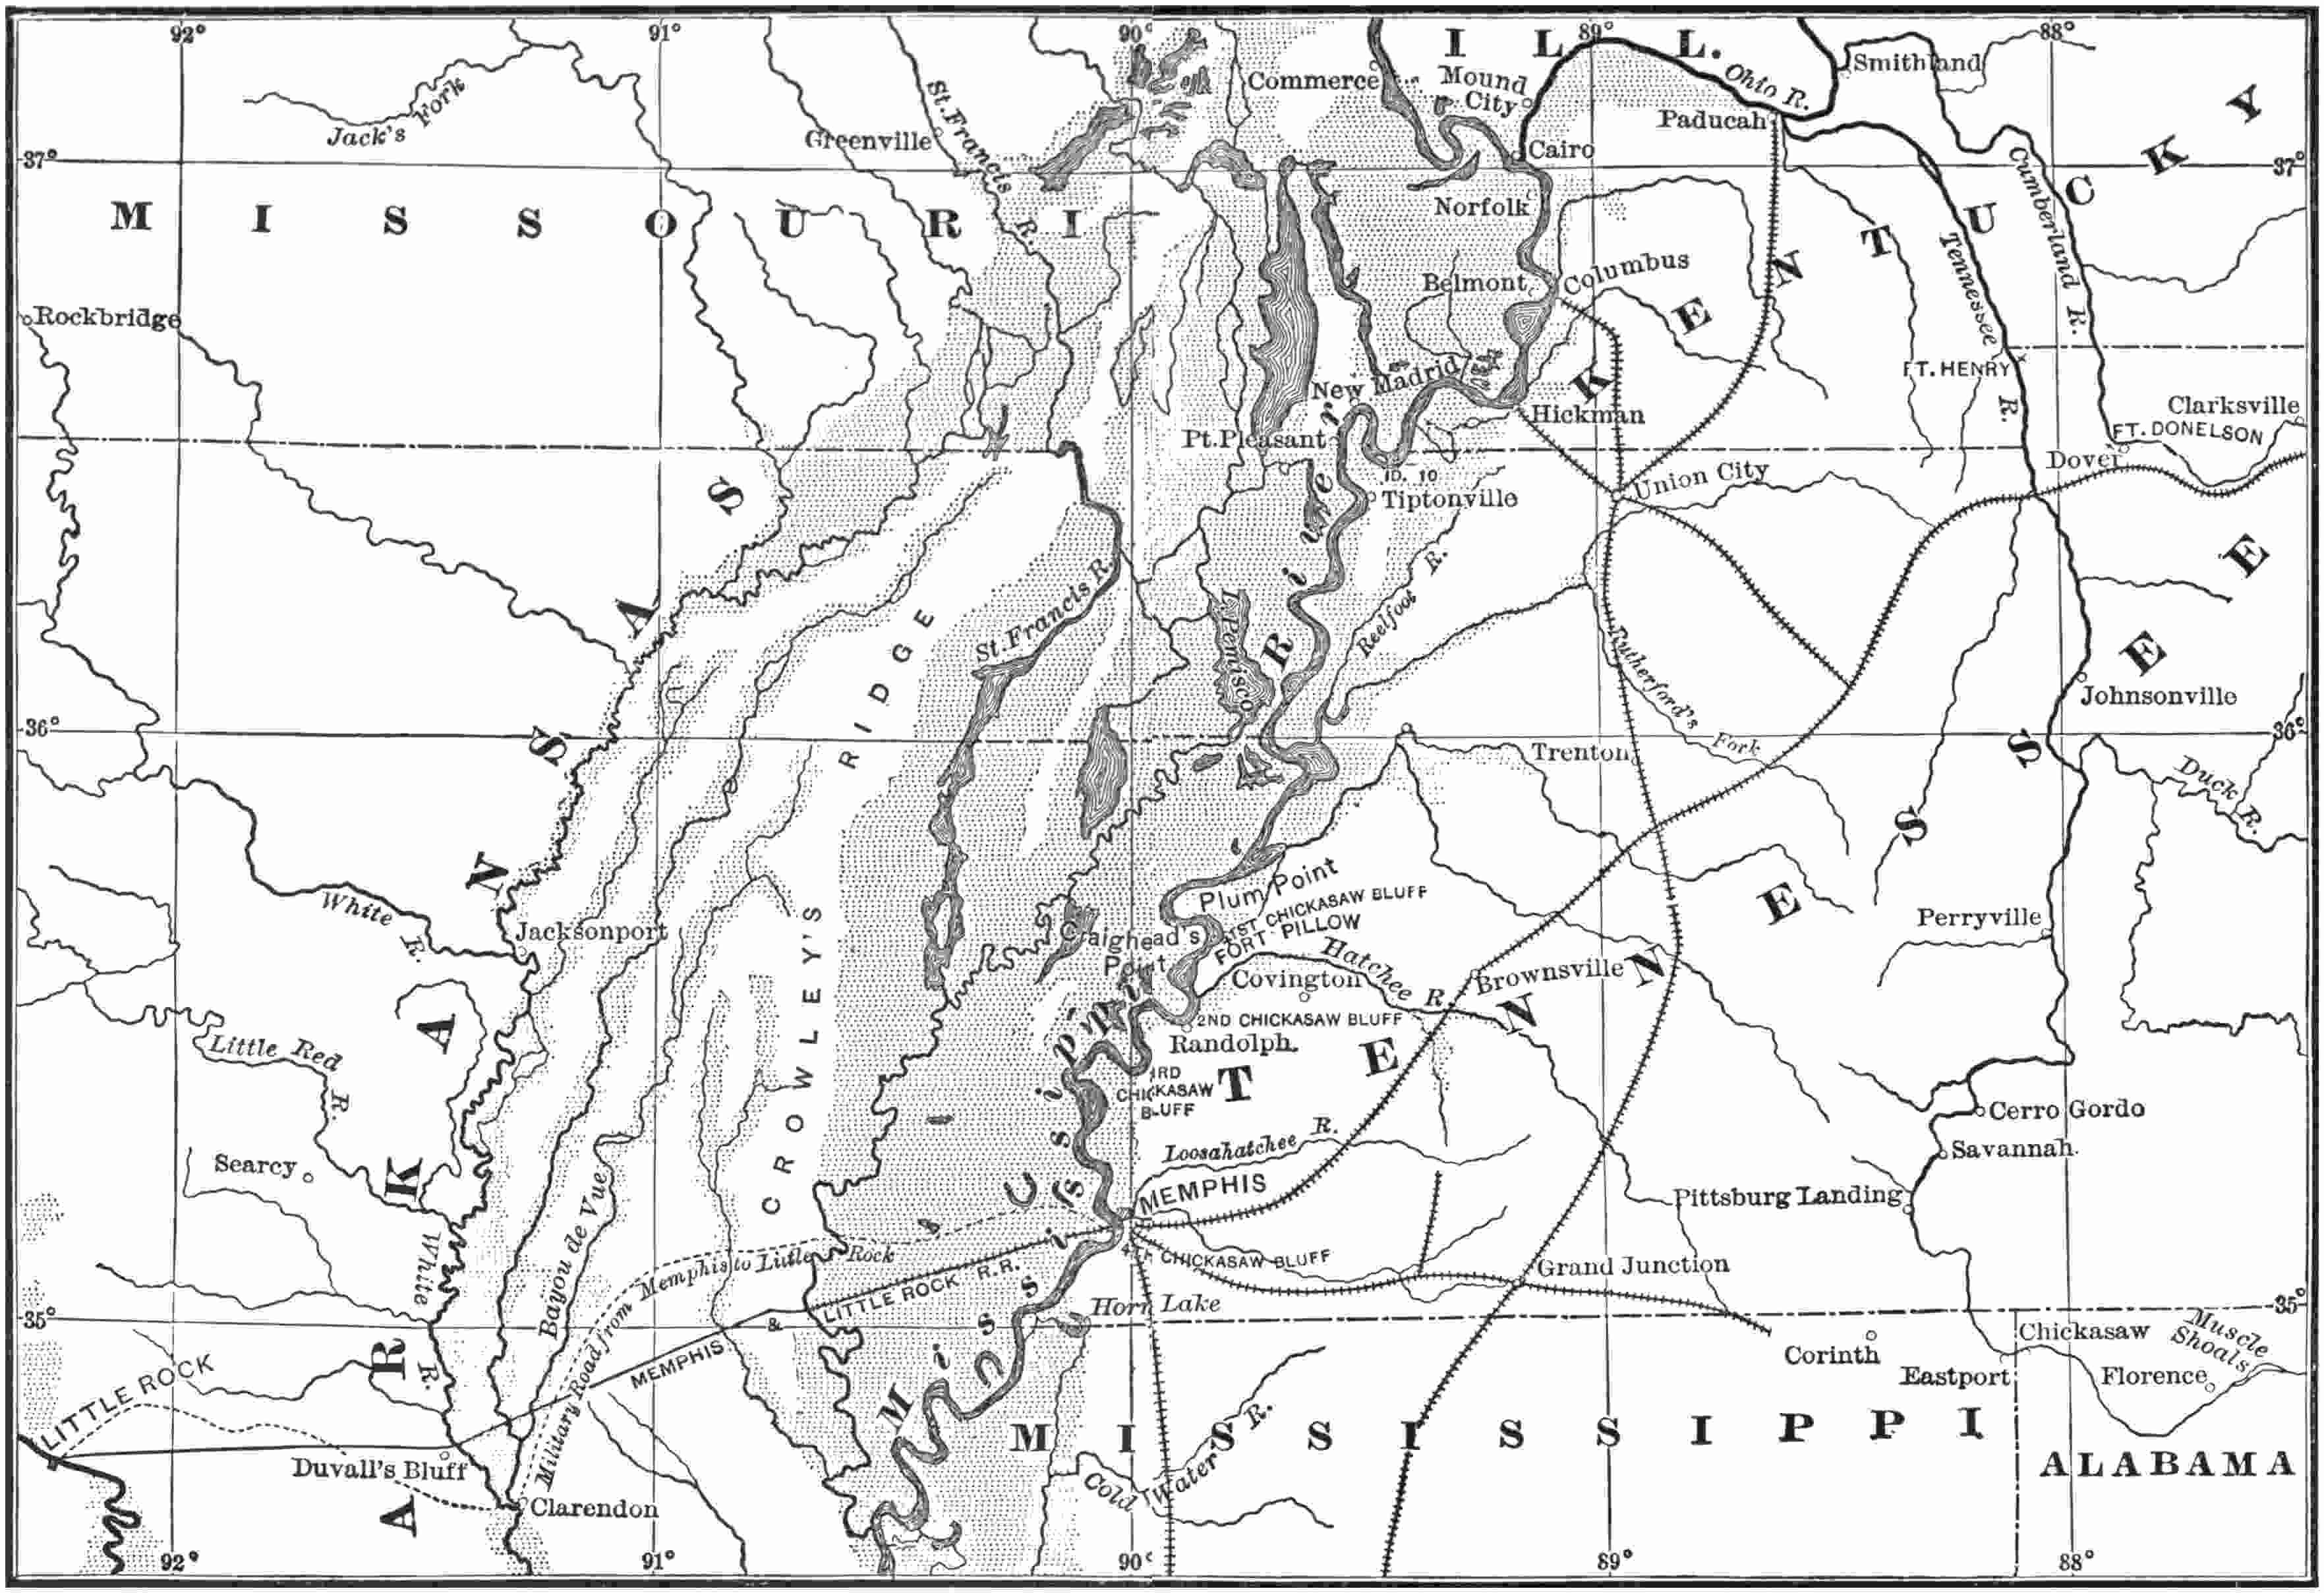 92°
91°
90°
89°
88°
ILL.
Commerce
Mound
City
Ohio R.
Smithland
Paducah
Cairo
Jack's Fork
Greenville
St. Francis R.
37°
37°
MISSOURI
KENTUCKY
Norfolk
Cumberland R.
Tennessee R.
Belmont
Columbus
Rockbridge
FT. HENRY
New Madrid
Hickman
Clarksville
Pt. Pleasant
FT. DONELSON
Dover
ID. 10
Tiptonville
Union City
St. Francis R.
Reelfoot R.
L. Pemisco
Rutherford's Fork
Johnsonville
36°
36°
Trenton
Duck R.
CROWLEY'S RIDGE
Mississippi River
ARKANSAS
TENNESSEE
White R.
Plum Point
1ST CHICKASAW BLUFF
FORT PILLOW
Jacksonport
Craighead's
Point
Hatchee R.
Perryville
Covington
Brownsville
2ND CHICKASAW BLUFF
Randolph.
Little Red R.
3RD
CHICKASAW
BLUFF
Cerro Gordo
Loosahatchee R.
Savannah.
Searcy
MEMPHIS
Pittsburg Landing
Bayou de Vue
White R.
Military Road from Memphis to Little Rock
4TH CHICKASAW BLUFF
Grand Junction
MEMPHIS & LITTLE ROCK R.R.
Horn Lake
35°
35°
Chickasaw
Muscle
Shoals
Corinth
Eastport
Florence
LITTLE ROCK
MISSISSIPPI
Cold Water R.
ALABAMA
Duvall's Bluff
Clarendon
92°
91°
90°
89°
88°